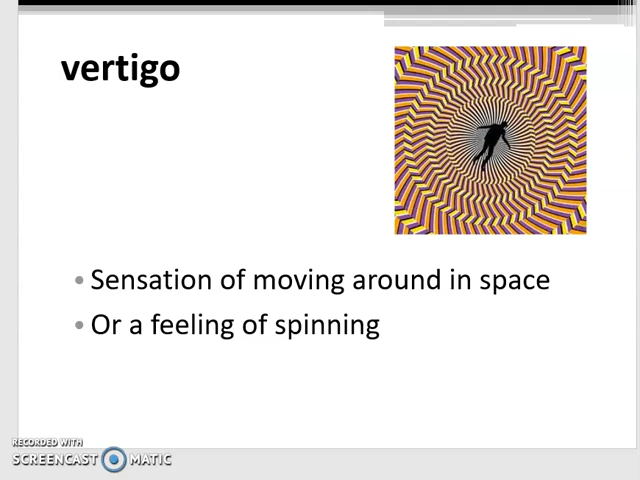 vertigo
• Sensation of moving around in space
• Or a feeling of spinning
RECORDED WITH
SCREENCAST MATIC